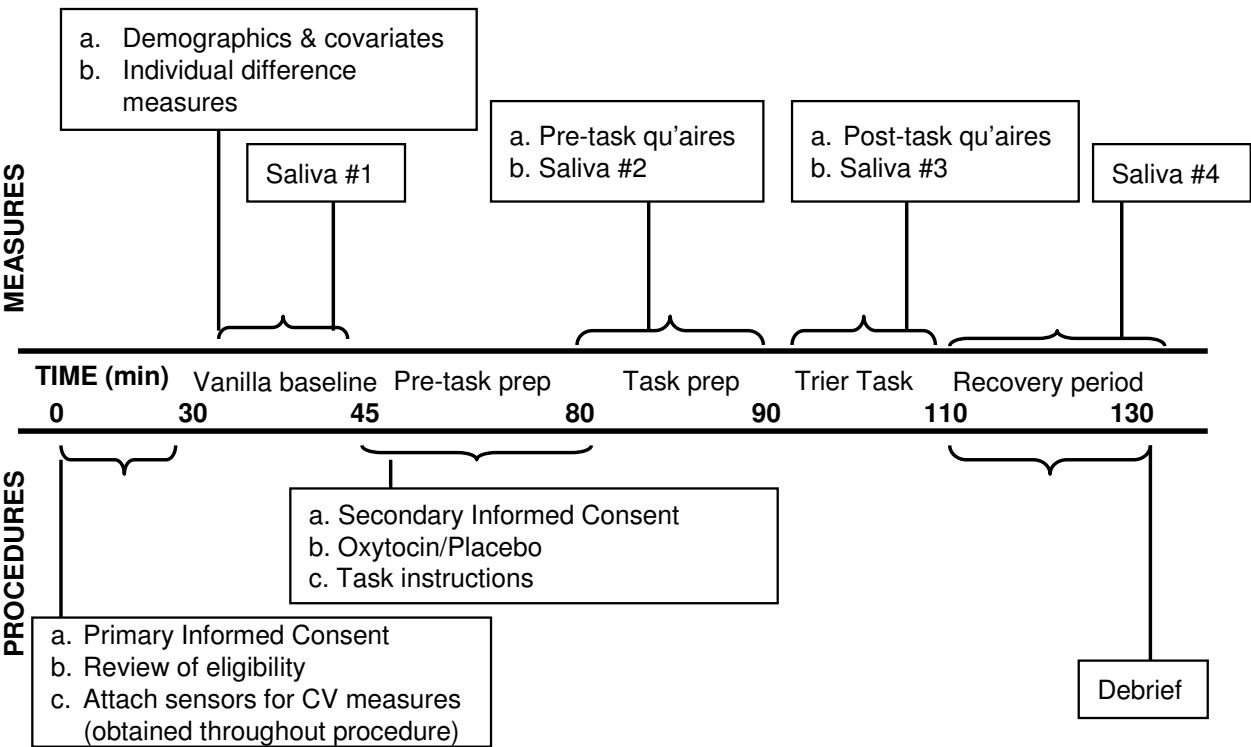 a. Demographics & covariates
b. Individual difference
measures
Saliva #1
a. Pre-task qu’aires
b. Saliva #2
a. Post-task qu’aires
b. Saliva #3
Saliva #4
MEASURES
TIME (min)
Vanilla baseline
Pre-task prep
Task prep
Trier Task
Recovery period
0 30 45 80 90 110 130
PROCEDURES
a. Secondary Informed Consent
b. Oxytocin/Placebo
c. Task instructions
a. Primary Informed Consent
b. Review of eligibility
c. Attach sensors for CV measures
(obtained throughout procedure)
Debrief